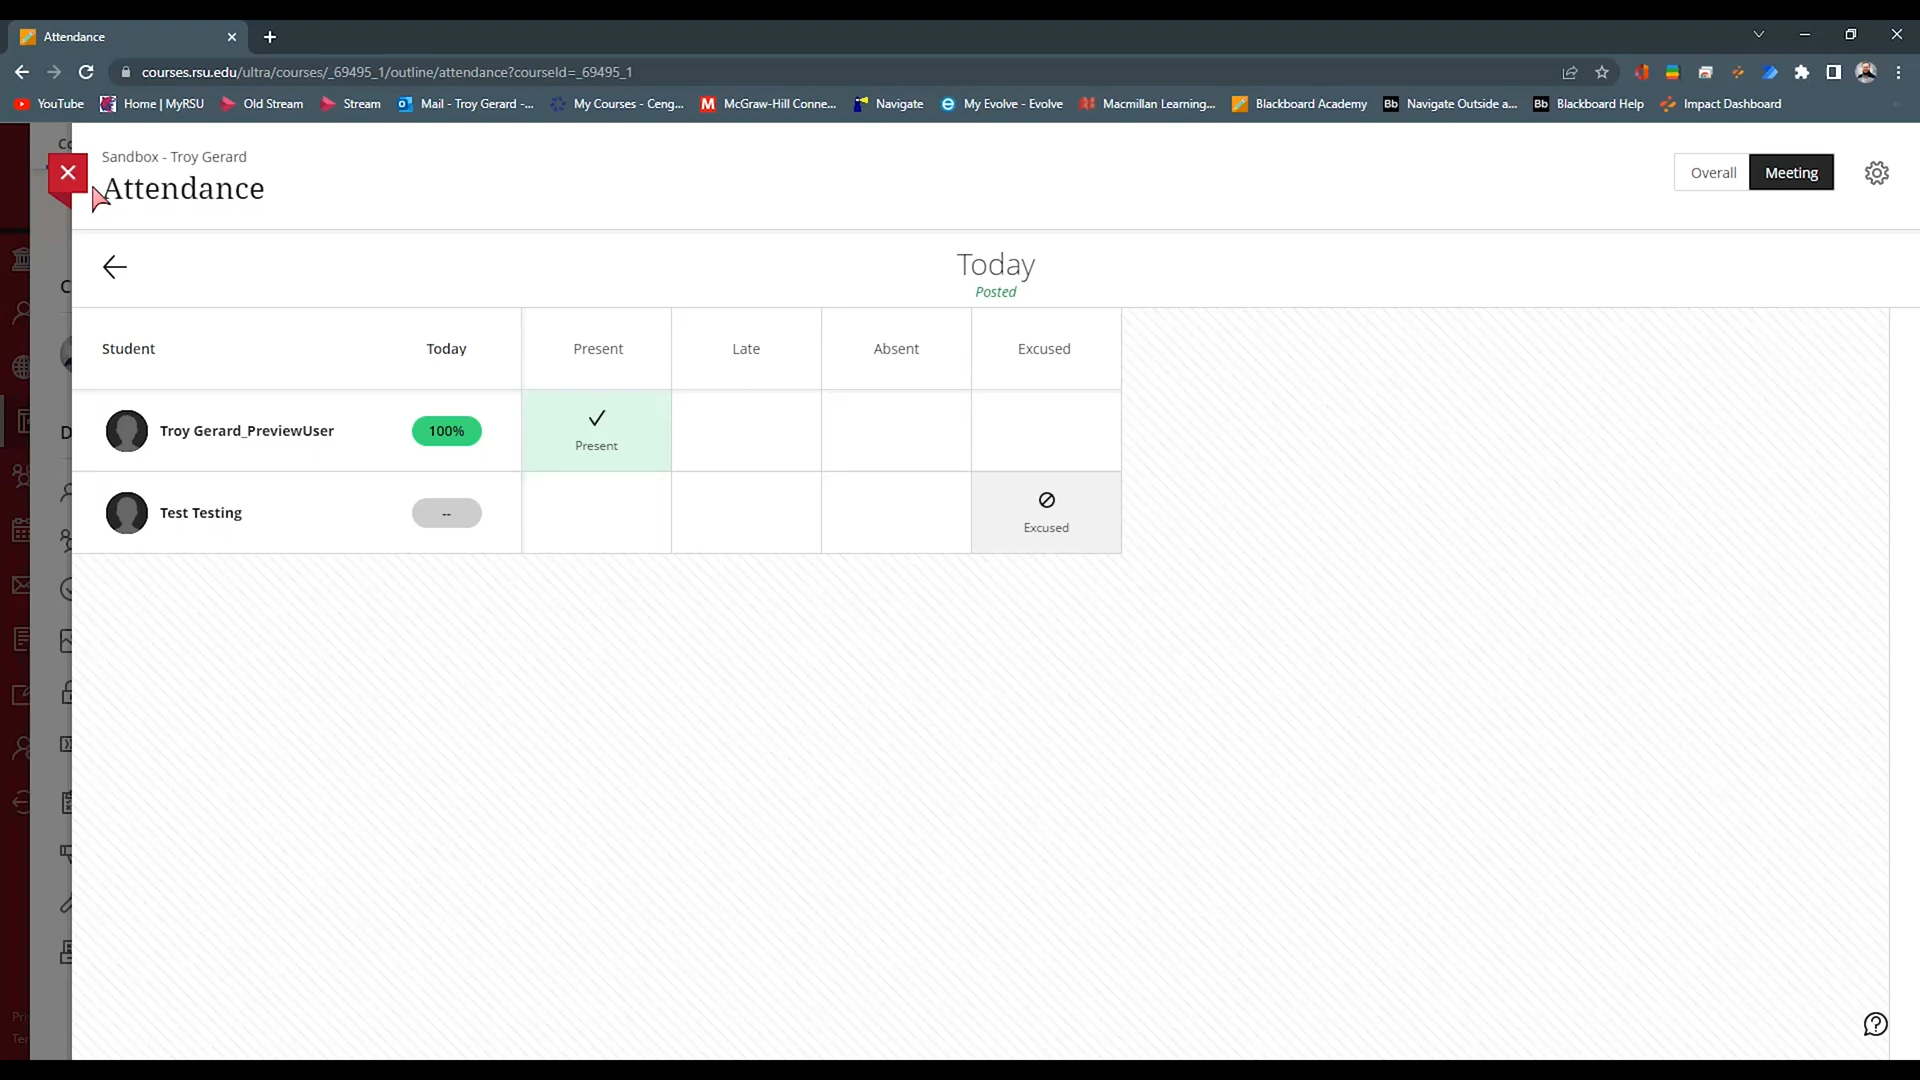 Attendance
courses.rsu.edu/ultra/courses/_69495_1/outline/attendance?courseId=_69495_1
YouTube Home | MyRSU Old Stream Stream Mail - Troy Gerard -... My Courses - Ceng... McGraw-Hill Conne... Navigate My Evolve - Evolve Macmillan Learning... Blackboard Academy Bb Navigate Outside a... Bb Blackboard Help Impact Dashboard
Sandbox - Troy Gerard
Attendance
Overall Meeting
Today
Posted
Student Today Present Late Absent Excused
Troy Gerard_PreviewUser 100% Present
Test Testing -- Excused